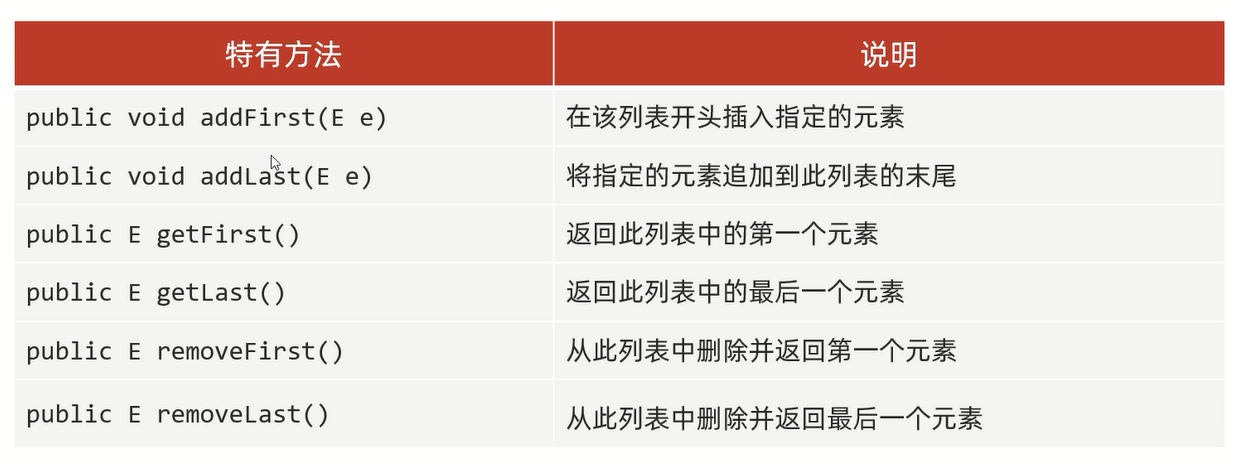 特有方法 说明
public void addFirst(E e) 在该列表开头插入指定的元素
public void addLast(E e) 将指定的元素追加到此列表的末尾
public E getFirst() 返回此列表中的第一个元素
public E getLast() 返回此列表中的最后一个元素
public E removeFirst() 从此列表中删除并返回第一个元素
public E removeLast() 从此列表中删除并返回最后一个元素